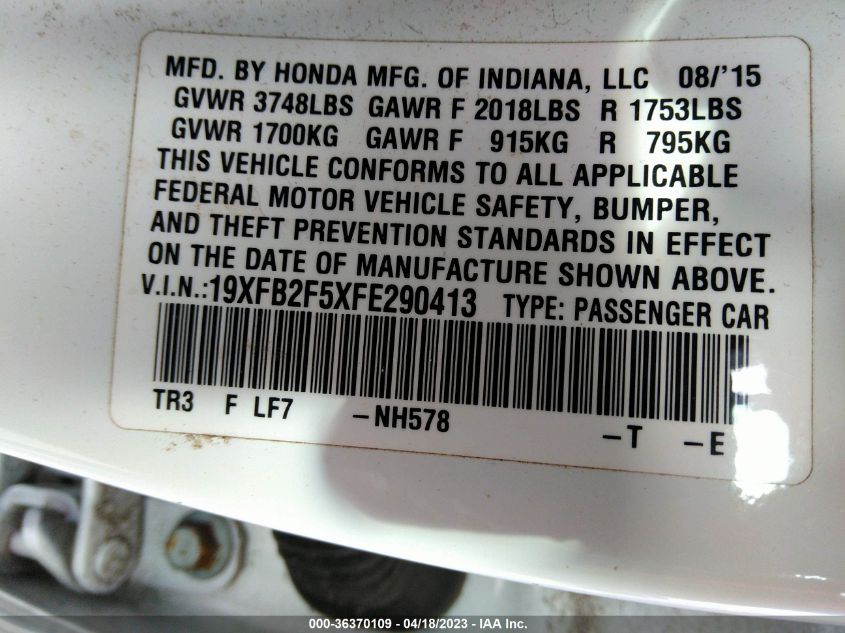 MFD. BY HONDA MFG. OF INDIANA, LLC 08/'15
GVWR 3748LBS GAWR F 2018LBS R 1753LBS
GVWR 1700KG GAWR F 915KG R 795KG
THIS VEHICLE CONFORMS TO ALL APPLICABLE
FEDERAL MOTOR VEHICLE SAFETY, BUMPER,
AND THEFT PREVENTION STANDARDS IN EFFECT
ON THE DATE OF MANUFACTURE SHOWN ABOVE.
V.I.N.:19XFB2F5XFE290413 TYPE: PASSENGER CAR
TR3 F LF7 –NH578 –T –E
000-36370109 - 04/18/2023 - IAA Inc.